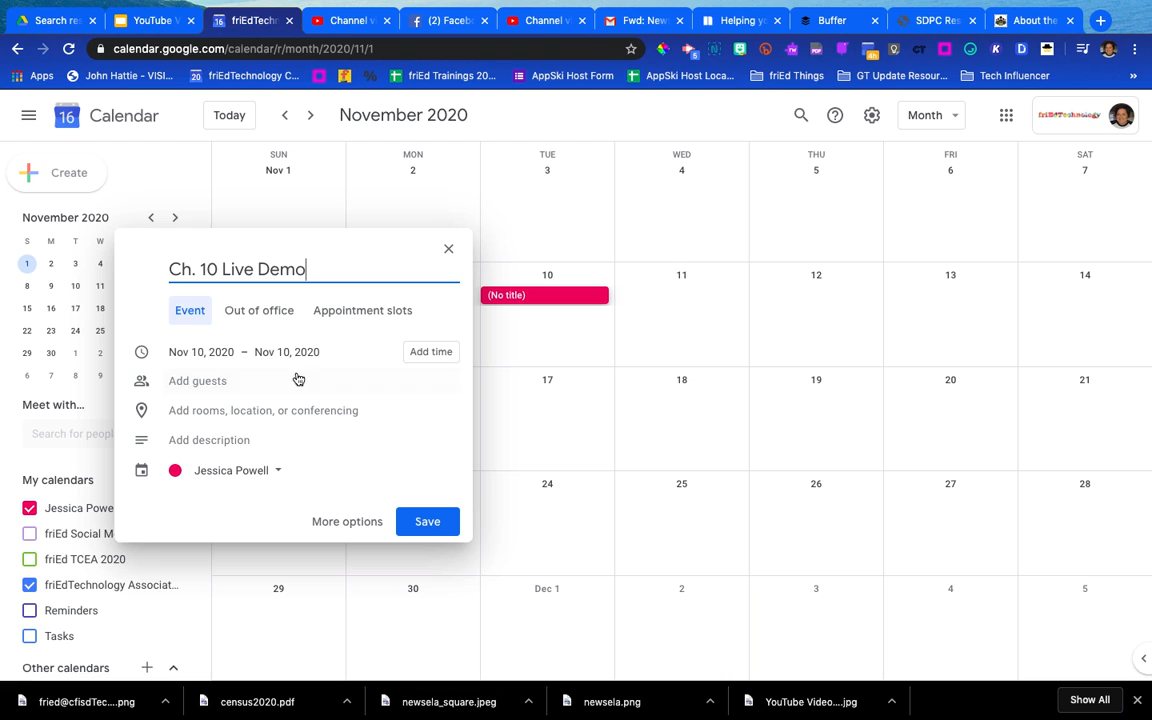 Search res
YouTube V
friEdTechn
Channel v
(2) Faceb
Channel v
Fwd: New
Helping yo
Buffer
SDPC Res
About the
calendar.google.com/calendar/r/month/2020/11/1
Apps
John Hattie - VISI...
friEdTechnology C...
friEd Trainings 20...
AppSki Host Form
AppSki Host Loca...
friEd Things
GT Update Resour...
Tech Influencer
»
16 Calendar
Today
November 2020
Month
friEdTechnology
Create
SUN MON TUE WED THU FRI SAT
Nov 1 2 3 4 5 6 7
November 2020
S M T W
1 2 3 4
8 9 10 11
15 16 17 18
22 23 24 25
29 30 1 2
6 7 8 9
Meet with...
Search for peopl
My calendars
Jessica Powe
friEd Social M
friEd TCEA 2020
friEdTechnology Associat...
Reminders
Tasks
Other calendars
Ch. 10 Live Demo
Event Out of office Appointment slots
Nov 10, 2020 – Nov 10, 2020 Add time
Add guests
Add rooms, location, or conferencing
Add description
Jessica Powell
More options Save
10 11 12 13 14
(No title)
17 18 19 20 21
24 25 26 27 28
29 30 Dec 1 2 3 4 5
fried@cfisdTec....png
census2020.pdf
newsela_square.jpeg
newsela.png
YouTube Video....jpg
Show All